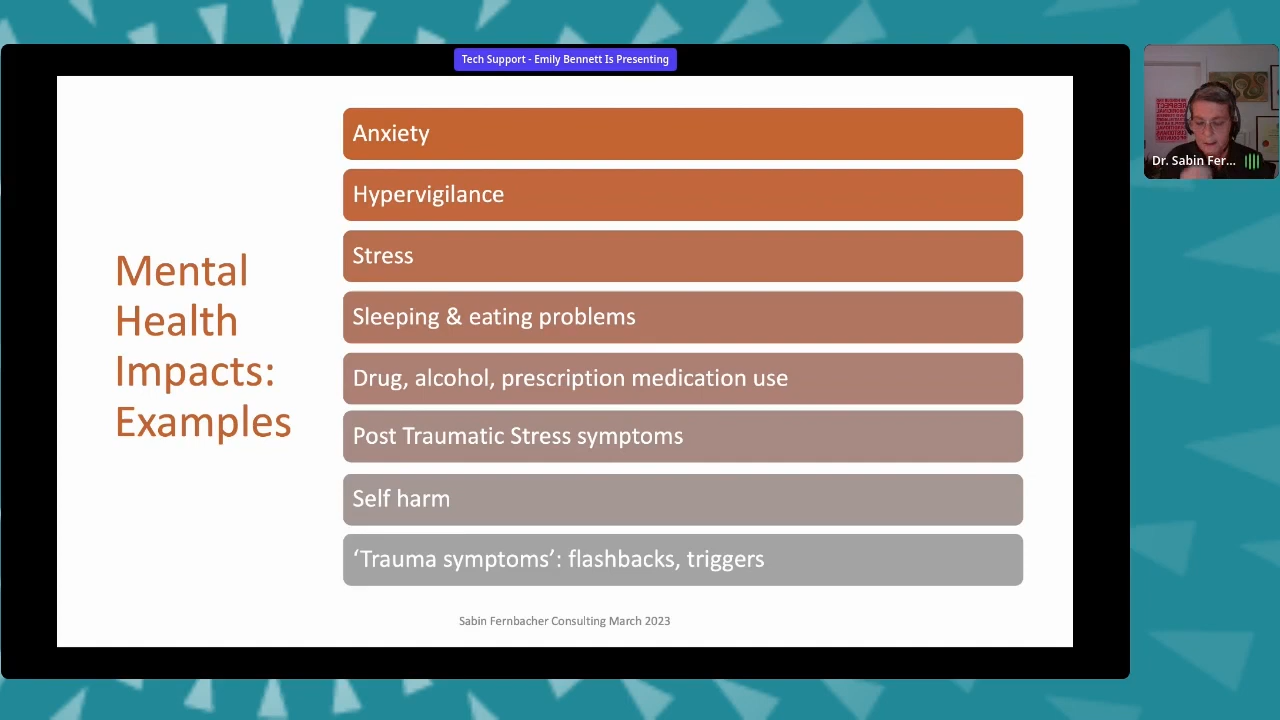 Tech Support - Emily Bennett Is Presenting
Mental
Health
Impacts:
Examples
Anxiety
Hypervigilance
Stress
Sleeping & eating problems
Drug, alcohol, prescription medication use
Post Traumatic Stress symptoms
Self harm
‘Trauma symptoms’: flashbacks, triggers
Sabin Fernbacher Consulting March 2023
RESPECT
Dr. Sabin Fer...